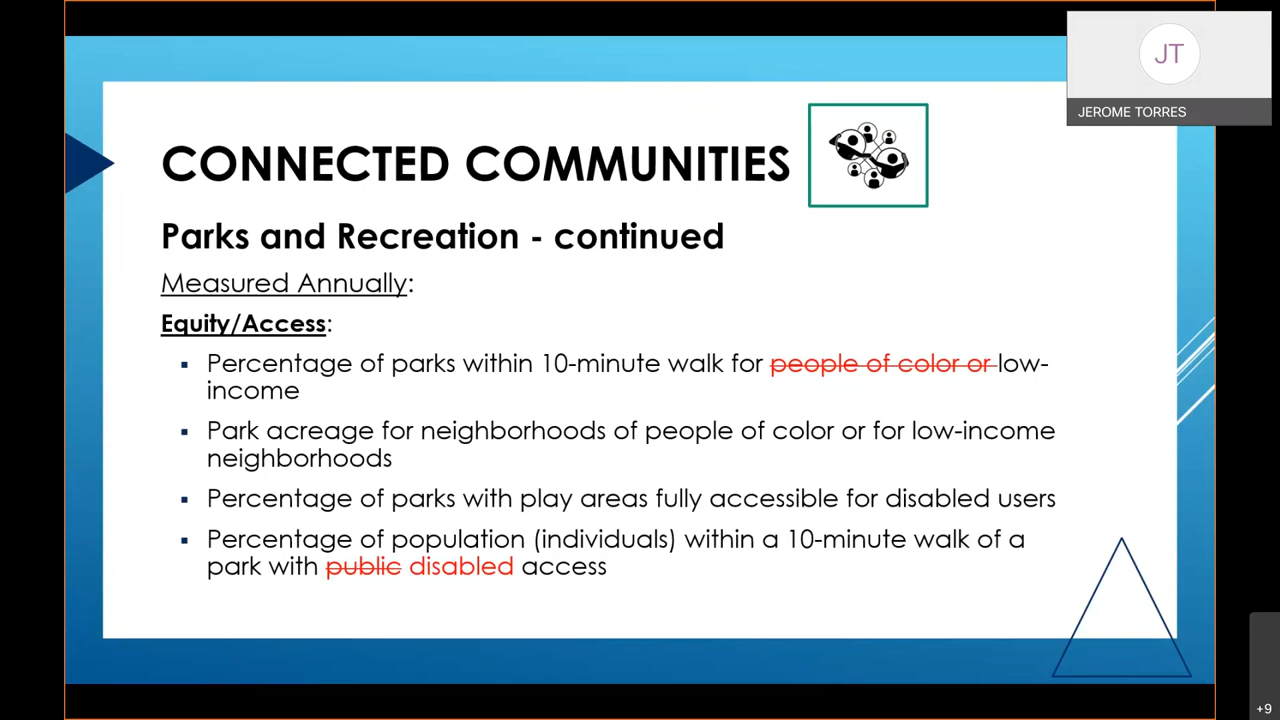 JT
JEROME TORRES
CONNECTED COMMUNITIES
Parks and Recreation - continued
Measured Annually:
Equity/Access:
▪ Percentage of parks within 10-minute walk for people of color or low-
income
▪ Park acreage for neighborhoods of people of color or for low-income
neighborhoods
▪ Percentage of parks with play areas fully accessible for disabled users
▪ Percentage of population (individuals) within a 10-minute walk of a
park with public disabled access
+9